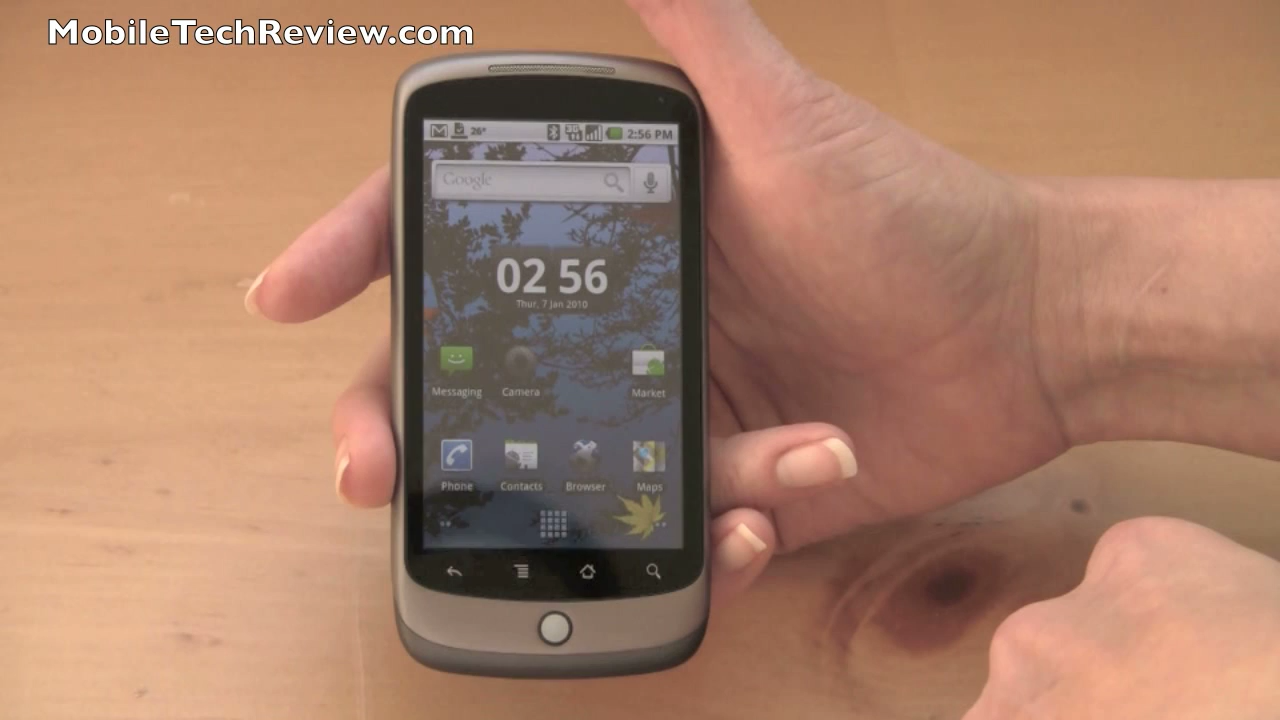 MobileTechReview.com
26°
3G
2:56 PM
Google
02 56
Thur, 7 Jan 2010
Messaging Camera Market
Phone Contacts Browser Maps